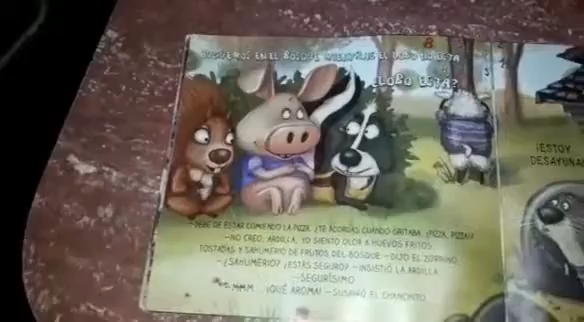 JUGUEMOS EN EL BOSQUE MIENTRAS EL LOBO NO ESTÁ
¿LOBO ESTÁ?
—DEBE DE ESTAR COMIENDO LA PIZZA. ¿TE ACORDÁS CUANDO GRITABA: ¡PIZZA, PIZZA!?
—NO CREO, ARDILLA. YO SIENTO OLOR A HUEVOS FRITOS,
TOSTADAS Y SAHUMERIO DE FRUTOS DEL BOSQUE —DIJO EL ZORRINO.
—¿SAHUMERIO? ¿ESTÁS SEGURO? —INSISTIÓ LA ARDILLA.
—SEGURÍSIMO.
MMM... ¡QUÉ AROMA! —SUSPIRÓ EL CHANCHITO.
¡ESTOY